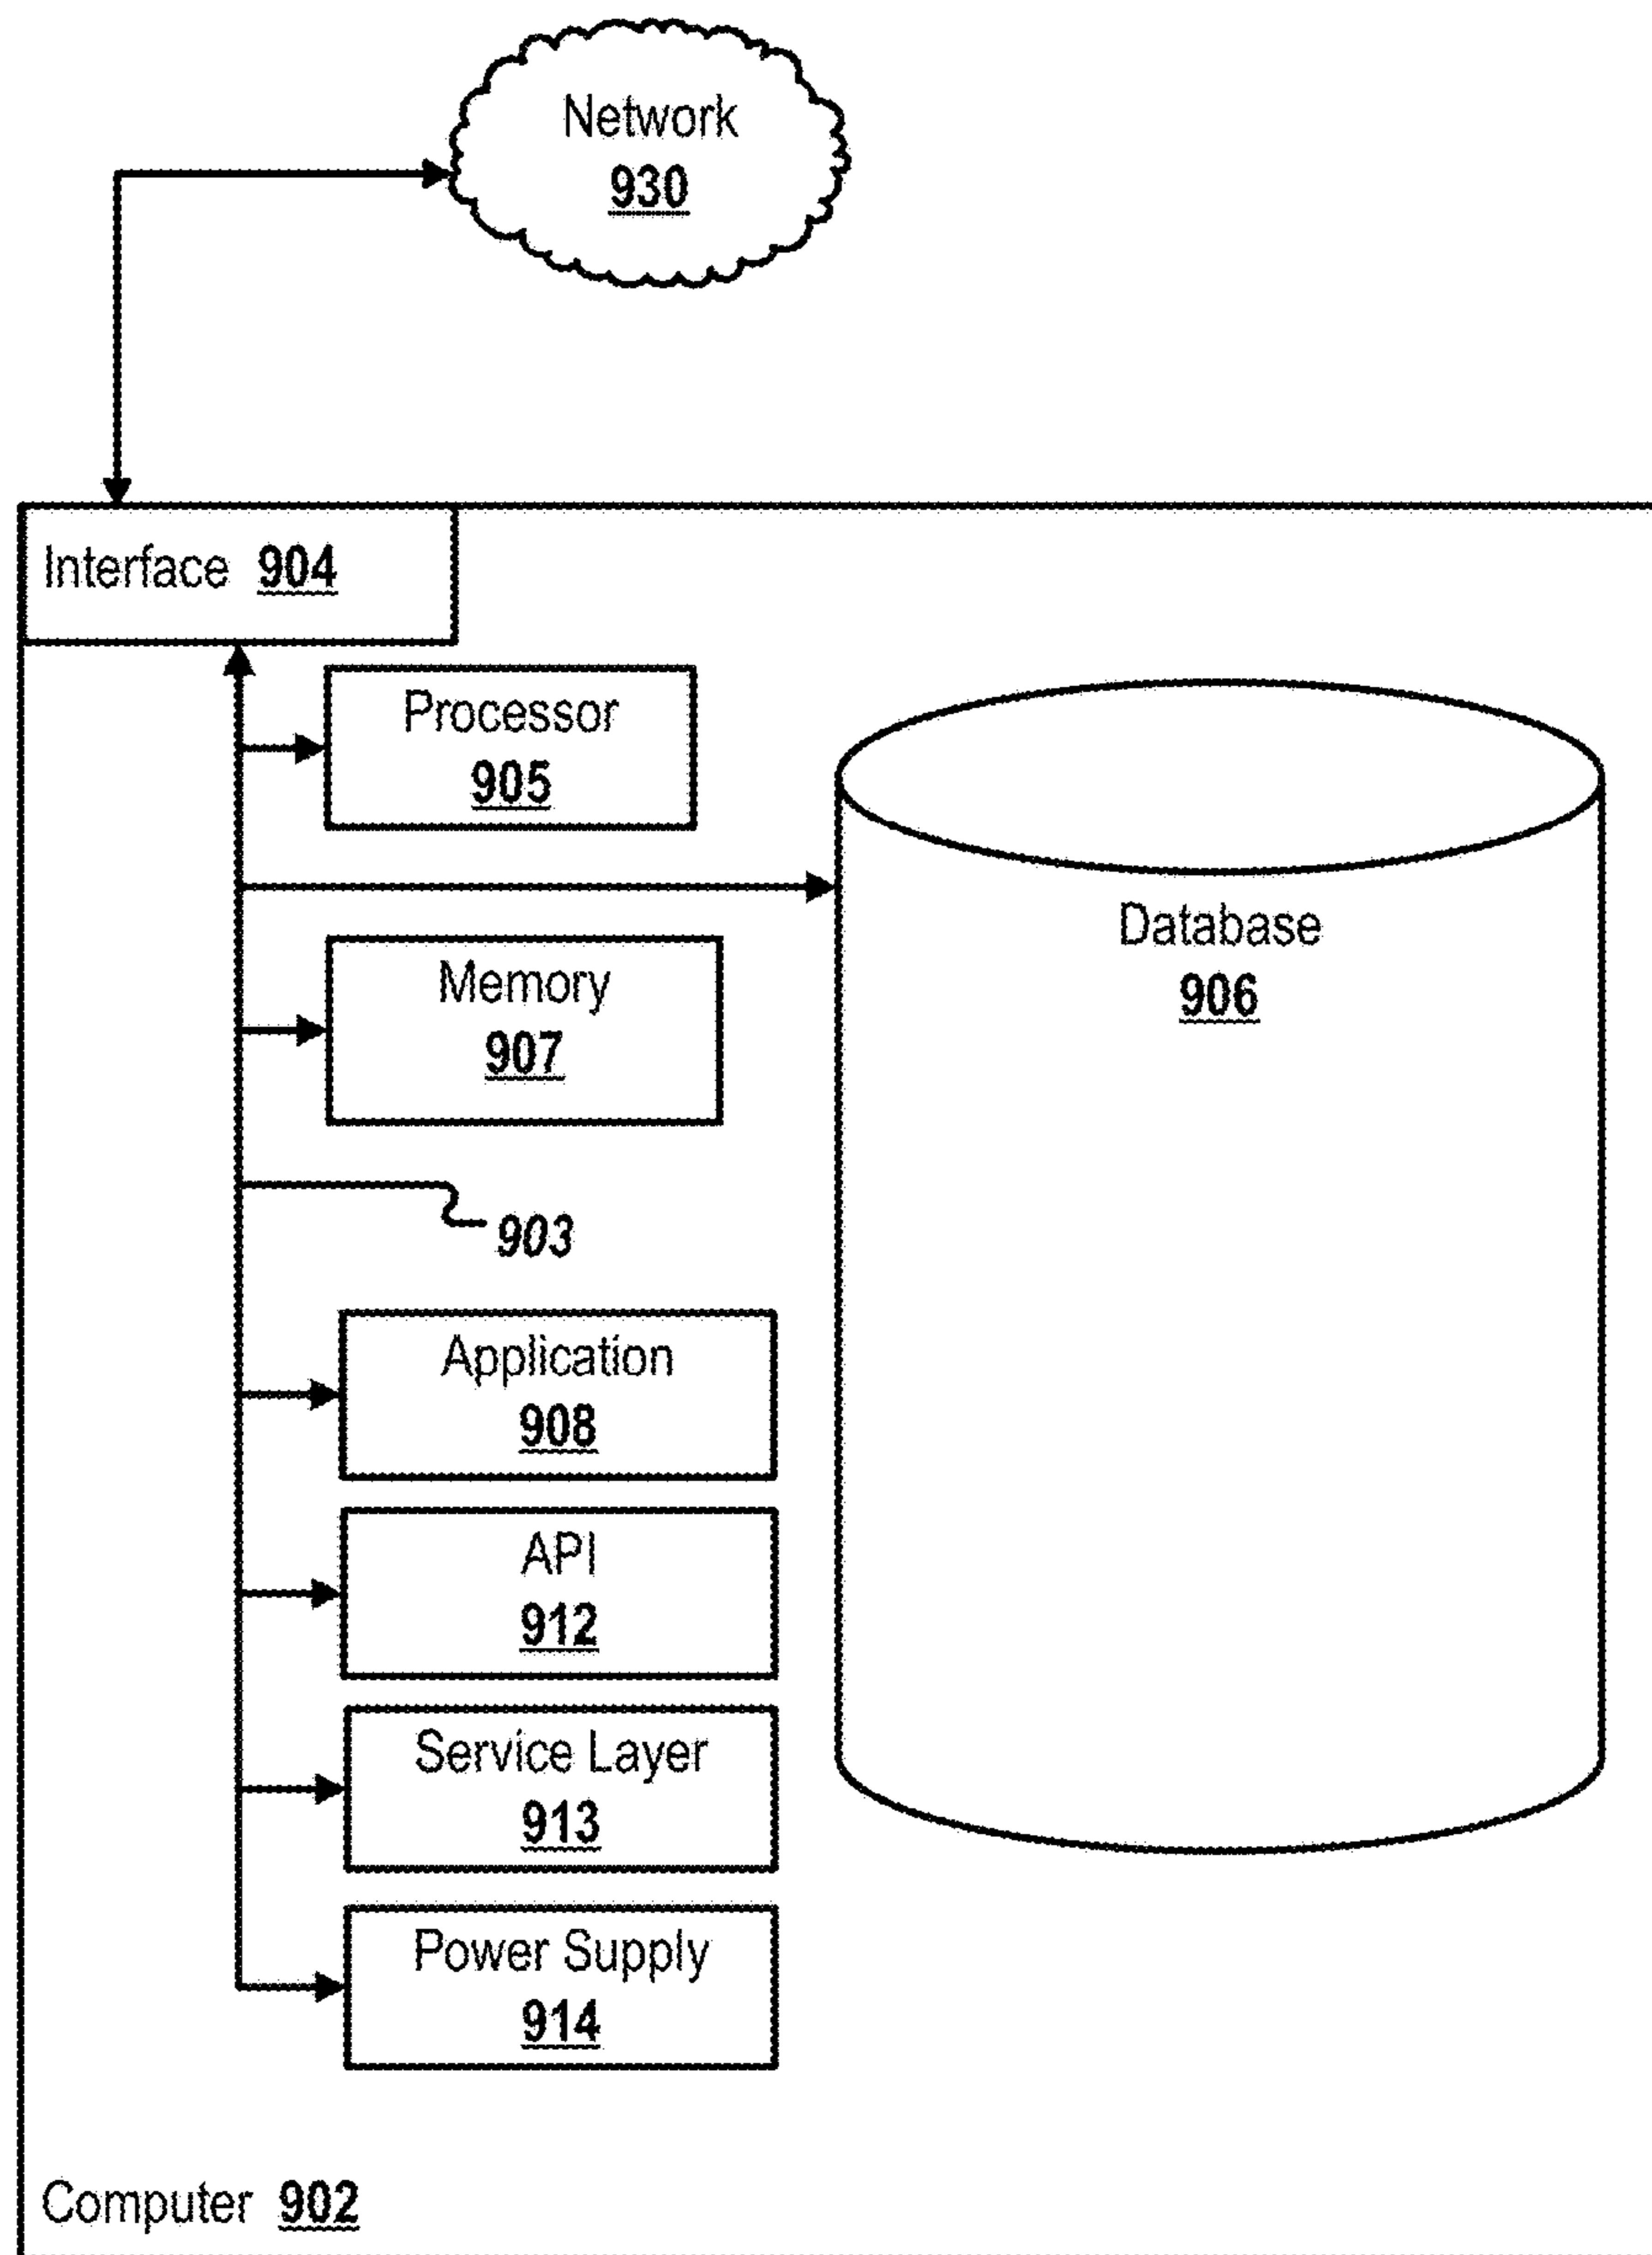 Network
930
Interface 904
Processor
905
Database
906
Memory
907
903
Application
908
API
912
Service Layer
913
Power Supply
914
Computer 902